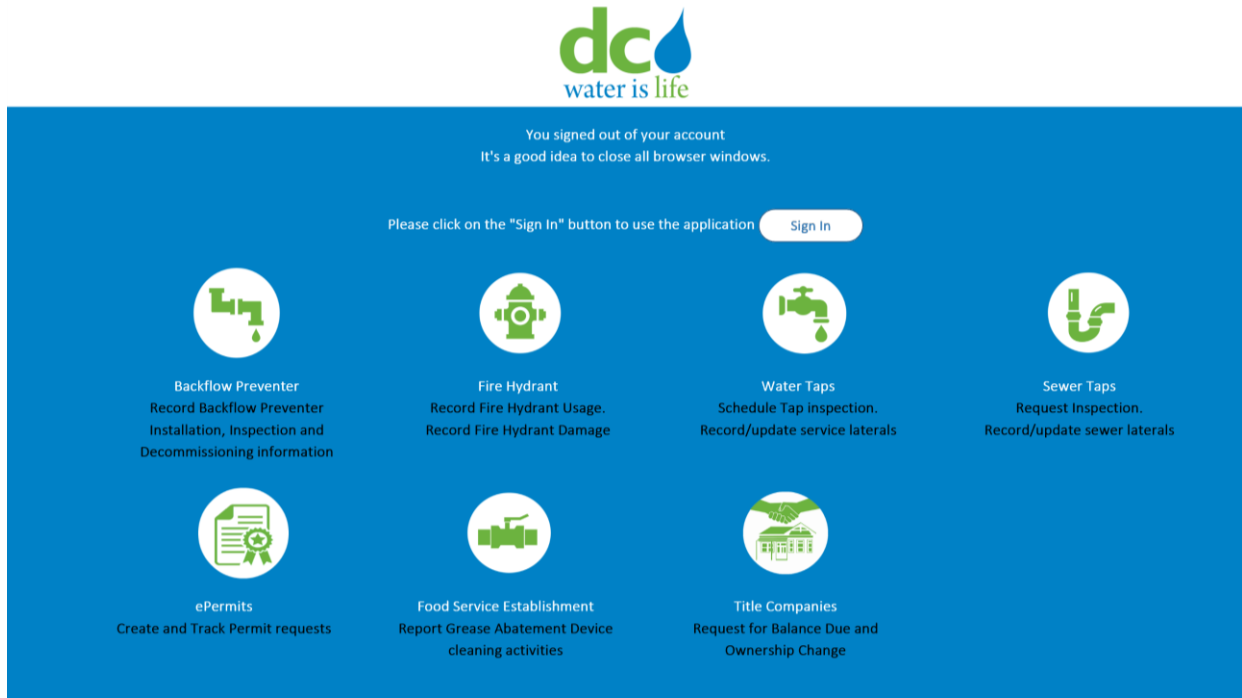 dc
water is life
You signed out of your account
It's a good idea to close all browser windows.
Please click on the "Sign In" button to use the application Sign In
Backflow Preventer
Record Backflow Preventer
Installation, Inspection and
Decommissioning information
Fire Hydrant
Record Fire Hydrant Usage.
Record Fire Hydrant Damage
Water Taps
Schedule Tap inspection.
Record/update service laterals
Sewer Taps
Request Inspection.
Record/update sewer laterals
ePermits
Create and Track Permit requests
Food Service Establishment
Report Grease Abatement Device
cleaning activities
Title Companies
Request for Balance Due and
Ownership Change